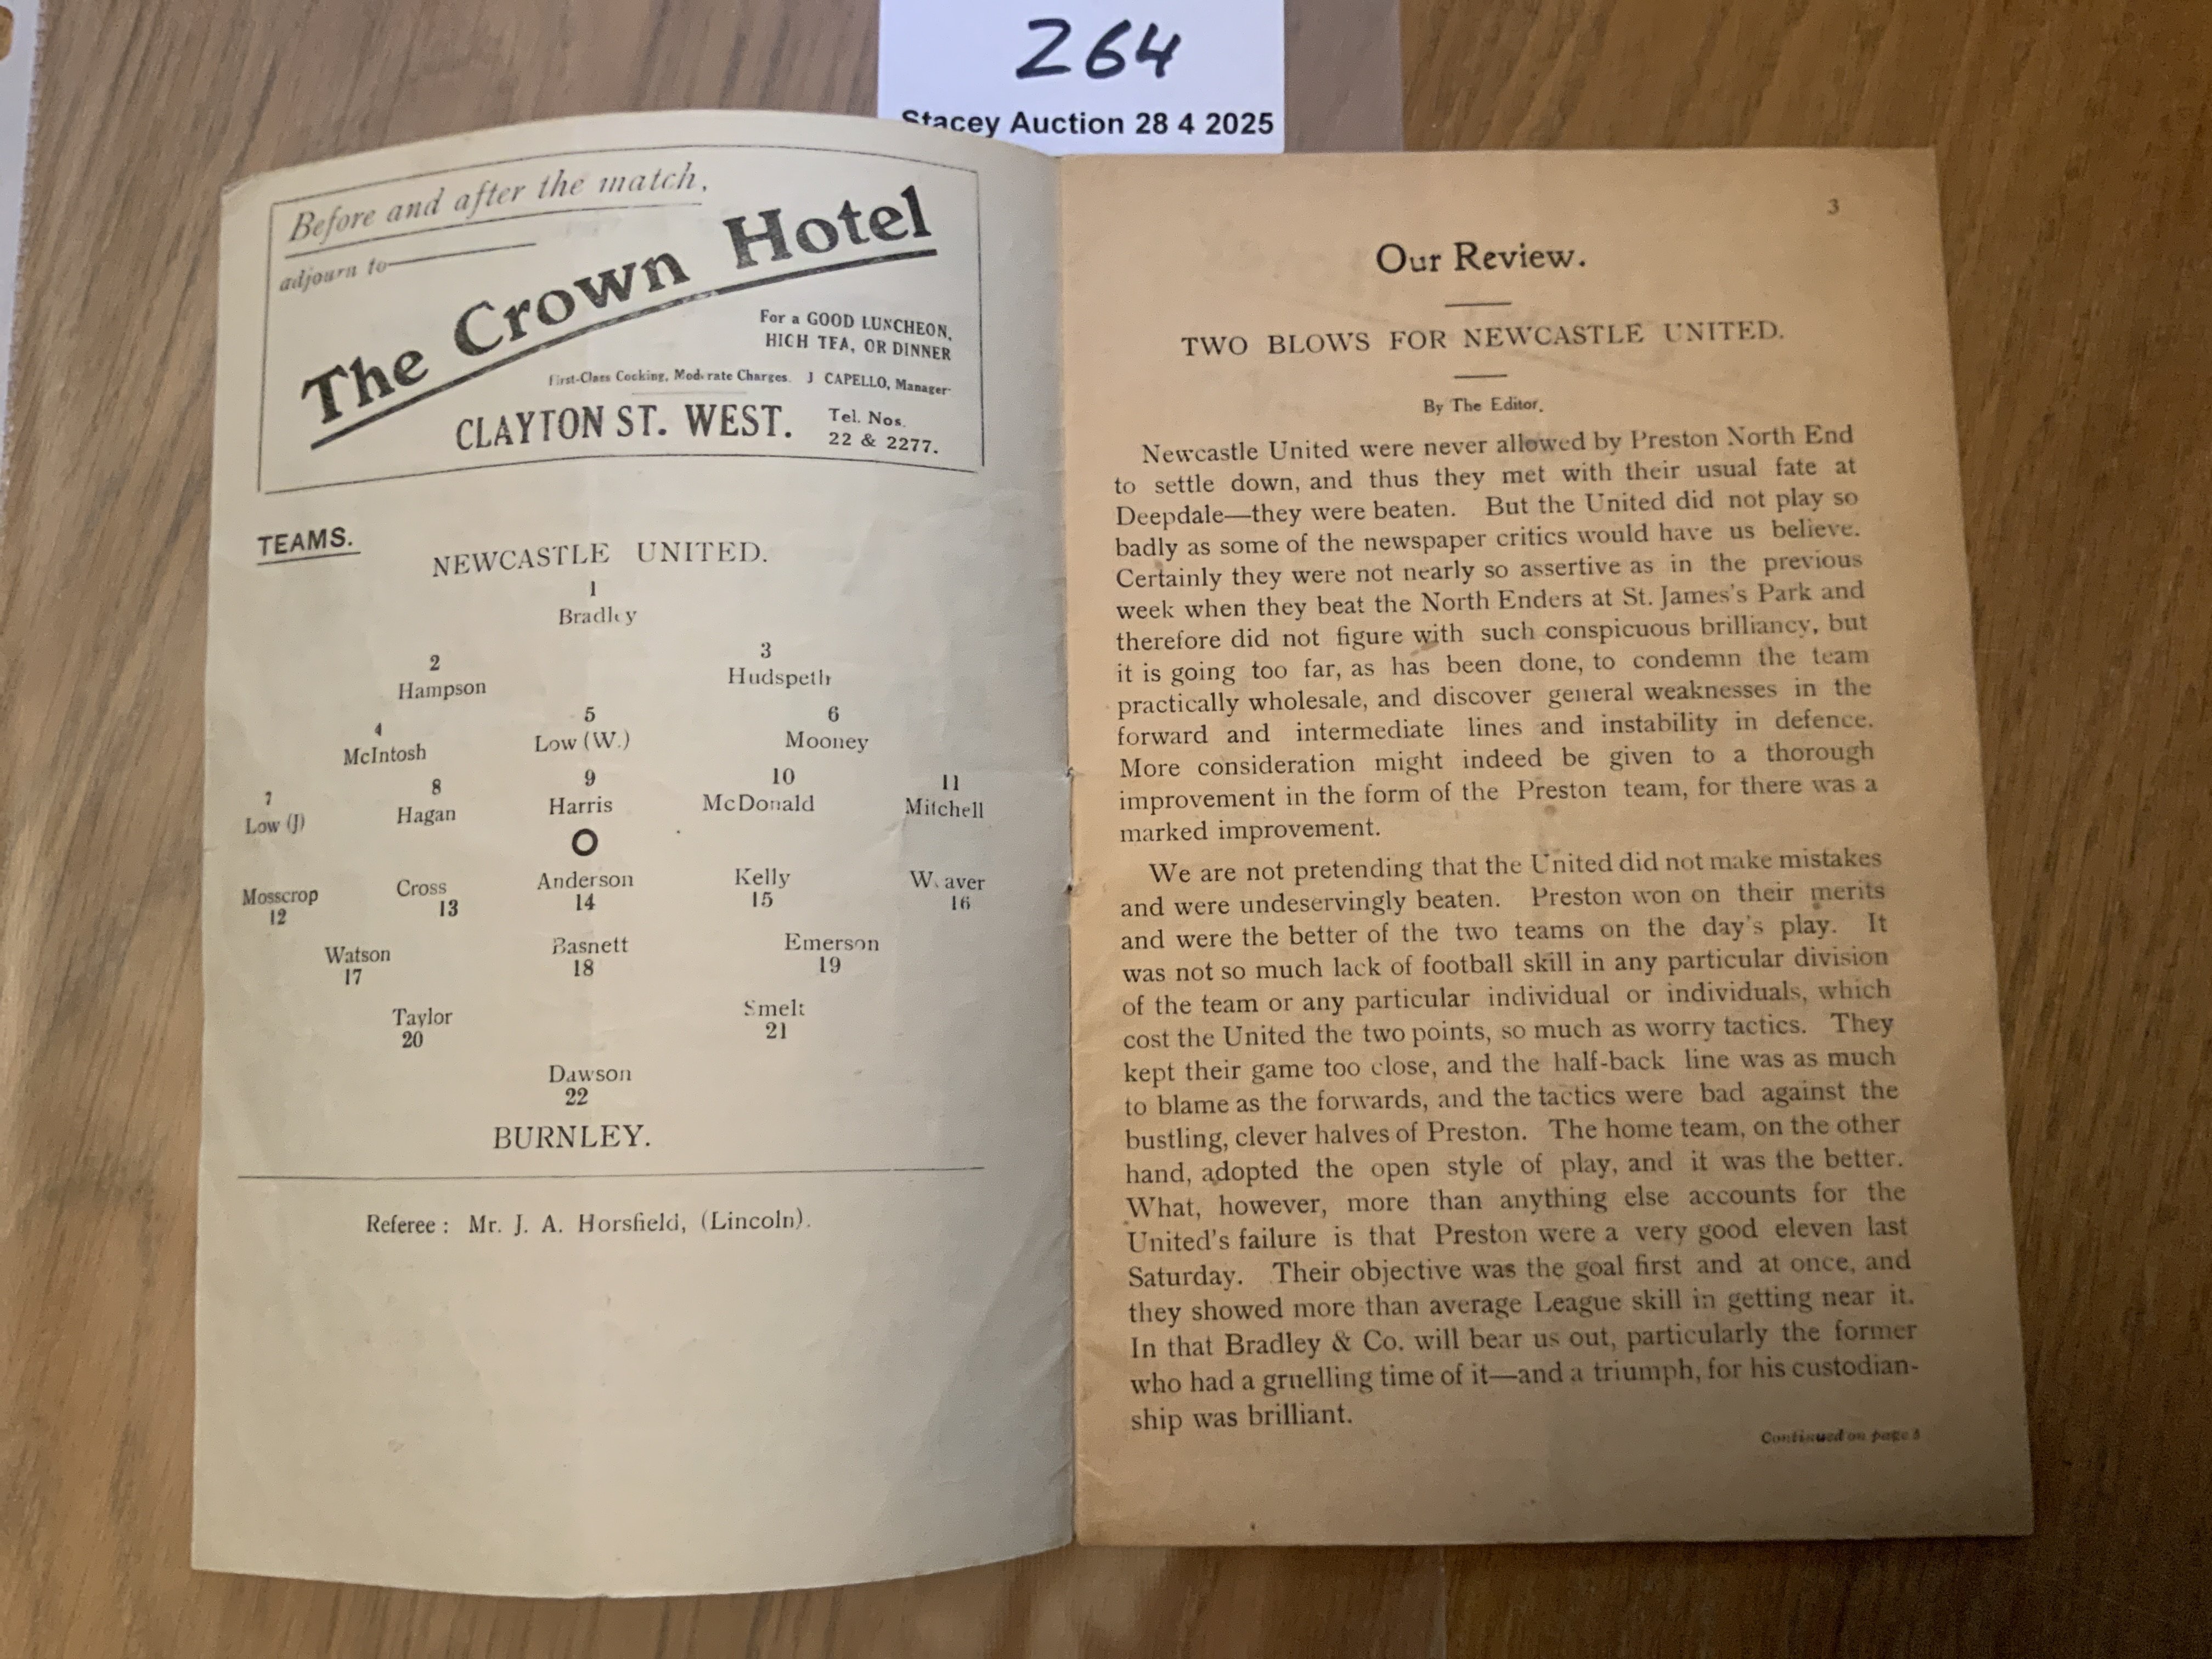 264
Stacey Auction 28 4 2025
Before and after the match,
adjourn to
The Crown Hotel
For a GOOD LUNCHEON,
HIGH TEA, OR DINNER
First-Class Cooking, Moderate Charges. J CAPELLO, Manager
CLAYTON ST. WEST.
Tel. Nos.
22 & 2277.
TEAMS.
NEWCASTLE UNITED.
1
Bradley
2 3
Hampson Hudspeth
4 5 6
McIntosh Low (W.) Mooney
7 8 9 10 11
Low (J) Hagan Harris McDonald Mitchell
O
Mosscrop Cross Anderson Kelly Weaver
12 13 14 15 16
Watson Basnett Emerson
17 18 19
Taylor Smelt
20 21
Dawson
22
BURNLEY.
Referee : Mr. J. A. Horsfield, (Lincoln).
3
Our Review.
TWO BLOWS FOR NEWCASTLE UNITED.
By The Editor.
Newcastle United were never allowed by Preston North End
to settle down, and thus they met with their usual fate at
Deepdale—they were beaten. But the United did not play so
badly as some of the newspaper critics would have us believe.
Certainly they were not nearly so assertive as in the previous
week when they beat the North Enders at St. James's Park and
therefore did not figure with such conspicuous brilliancy, but
it is going too far, as has been done, to condemn the team
practically wholesale, and discover general weaknesses in the
forward and intermediate lines and instability in defence.
More consideration might indeed be given to a thorough
improvement in the form of the Preston team, for there was a
marked improvement.
We are not pretending that the United did not make mistakes
and were undeservingly beaten. Preston won on their merits
and were the better of the two teams on the day's play. It
was not so much lack of football skill in any particular division
of the team or any particular individual or individuals, which
cost the United the two points, so much as worry tactics. They
kept their game too close, and the half-back line was as much
to blame as the forwards, and the tactics were bad against the
bustling, clever halves of Preston. The home team, on the other
hand, adopted the open style of play, and it was the better.
What, however, more than anything else accounts for the
United's failure is that Preston were a very good eleven last
Saturday. Their objective was the goal first and at once, and
they showed more than average League skill in getting near it.
In that Bradley & Co. will bear us out, particularly the former
who had a gruelling time of it—and a triumph, for his custodian-
ship was brilliant.
Continued on page 5